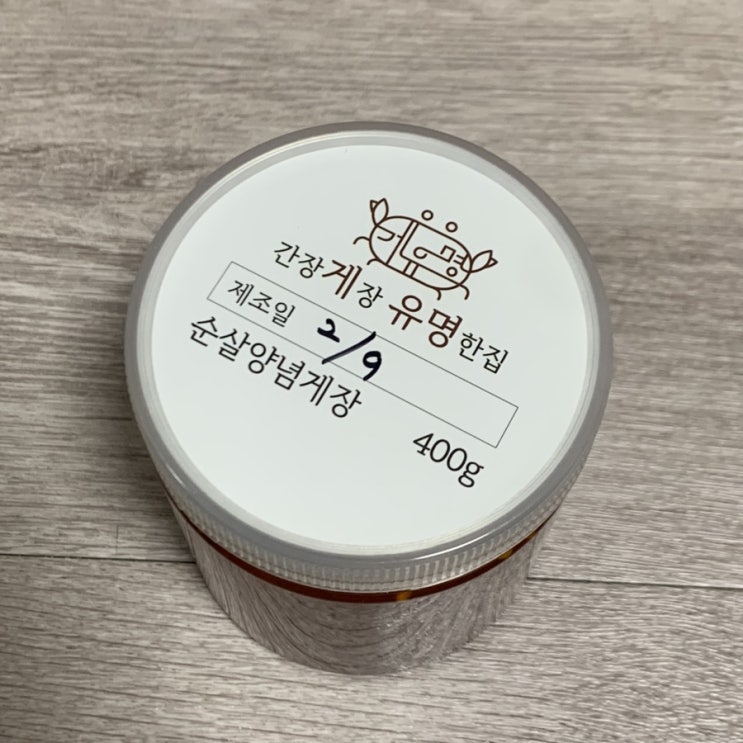 게유명
간장게장 유명한집
제조일 2/9
순살양념게장
400g